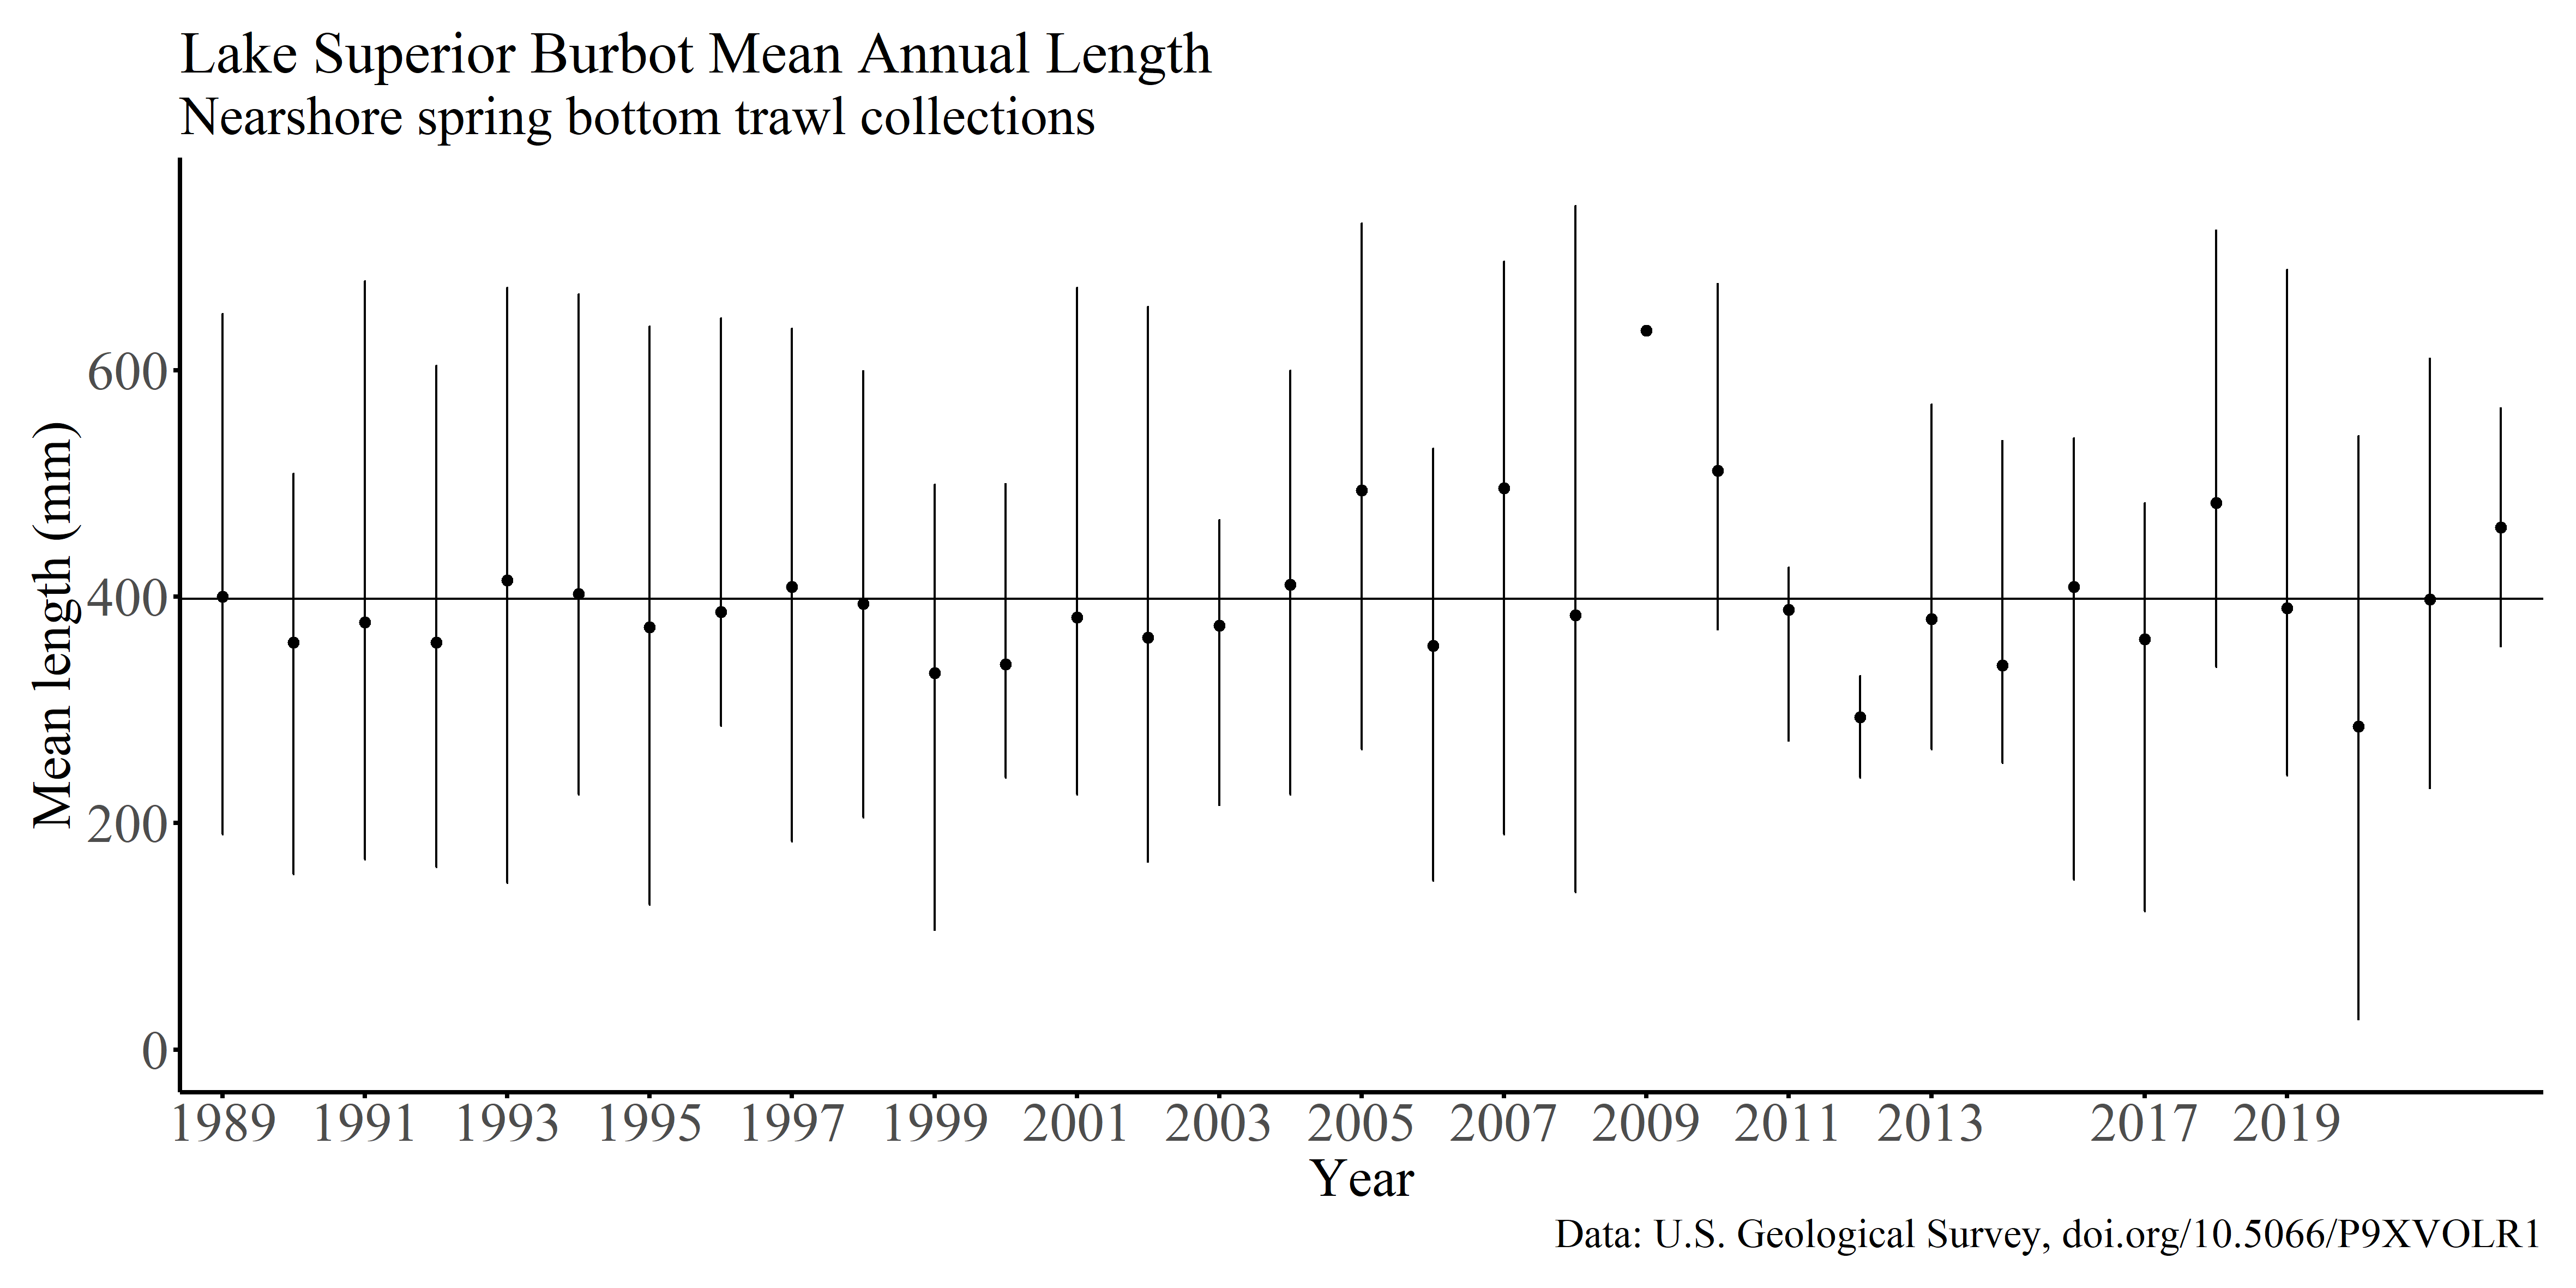 Lake Superior Burbot Mean Annual Length
Nearshore spring bottom trawl collections
Mean length (mm)
600
400
200
0
1989 1991 1993 1995 1997 1999 2001 2003 2005 2007 2009 2011 2013 2017 2019
Year
Data: U.S. Geological Survey, doi.org/10.5066/P9XVOLR1